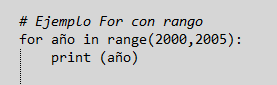 # Ejemplo For con rango
for año in range(2000,2005):
    print (año)